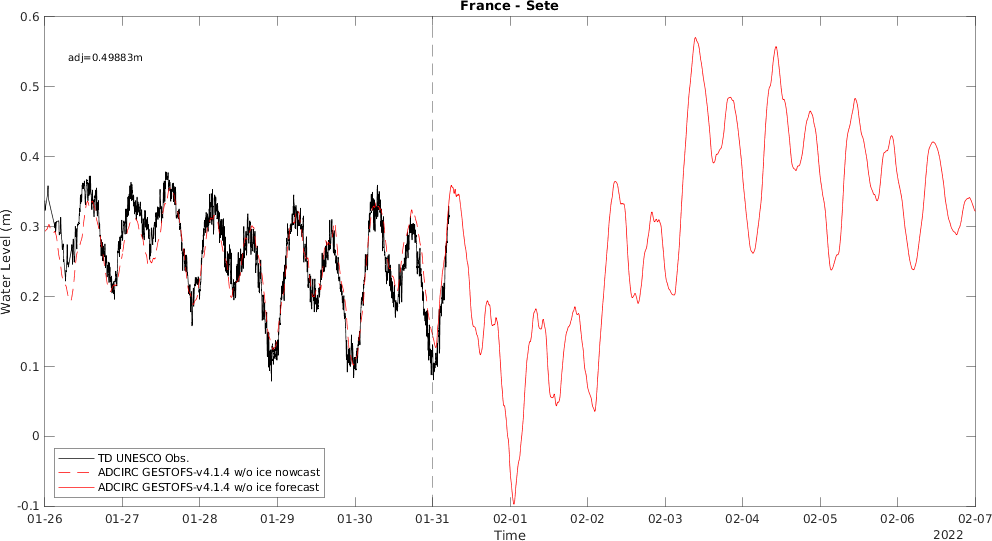 France - Sete
0.6
adj=0.49883m
0.5
0.4
0.3
0.2
0.1
0
-0.1
Water Level (m)
TD UNESCO Obs.
ADCIRC GESTOFS-v4.1.4 w/o ice nowcast
ADCIRC GESTOFS-v4.1.4 w/o ice forecast
01-26 01-27 01-28 01-29 01-30 01-31 02-01 02-02 02-03 02-04 02-05 02-06 02-07
Time
2022